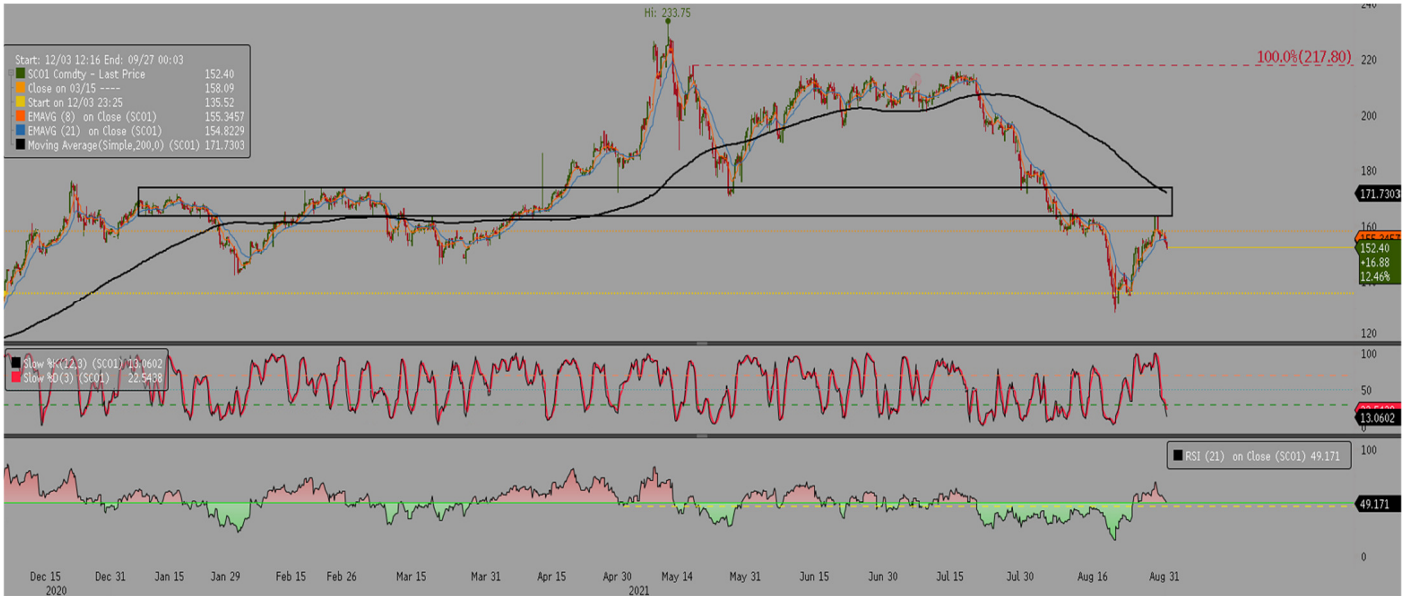 240
Hi: 233.75
100.0%(217.80)
220
200
180
171.7303
160
155.3457
152.40
+16.88
12.46%
140
120
Start: 12/03 12:16 End: 09/27 00:03
SC01 Comdty - Last Price 152.40
Close on 03/15 ---- 158.09
Start on 12/03 23:25 135.52
EMAVG (8) on Close (SC01) 155.3457
EMAVG (21) on Close (SC01) 154.8229
Moving Average(Simple,200,0) (SC01) 171.7303
Slow %K(12,3) (SC01) 13.0602
Slow %D(3) (SC01) 22.5438
100
50
22.5438
13.0602
0
RSI (21) on Close (SC01) 49.171
100
49.171
0
Dec 15 Dec 31 Jan 15 Jan 29 Feb 15 Feb 26 Mar 15 Mar 31 Apr 15 Apr 30 May 14 May 31 Jun 15 Jun 30 Jul 15 Jul 30 Aug 16 Aug 31
2020 2021